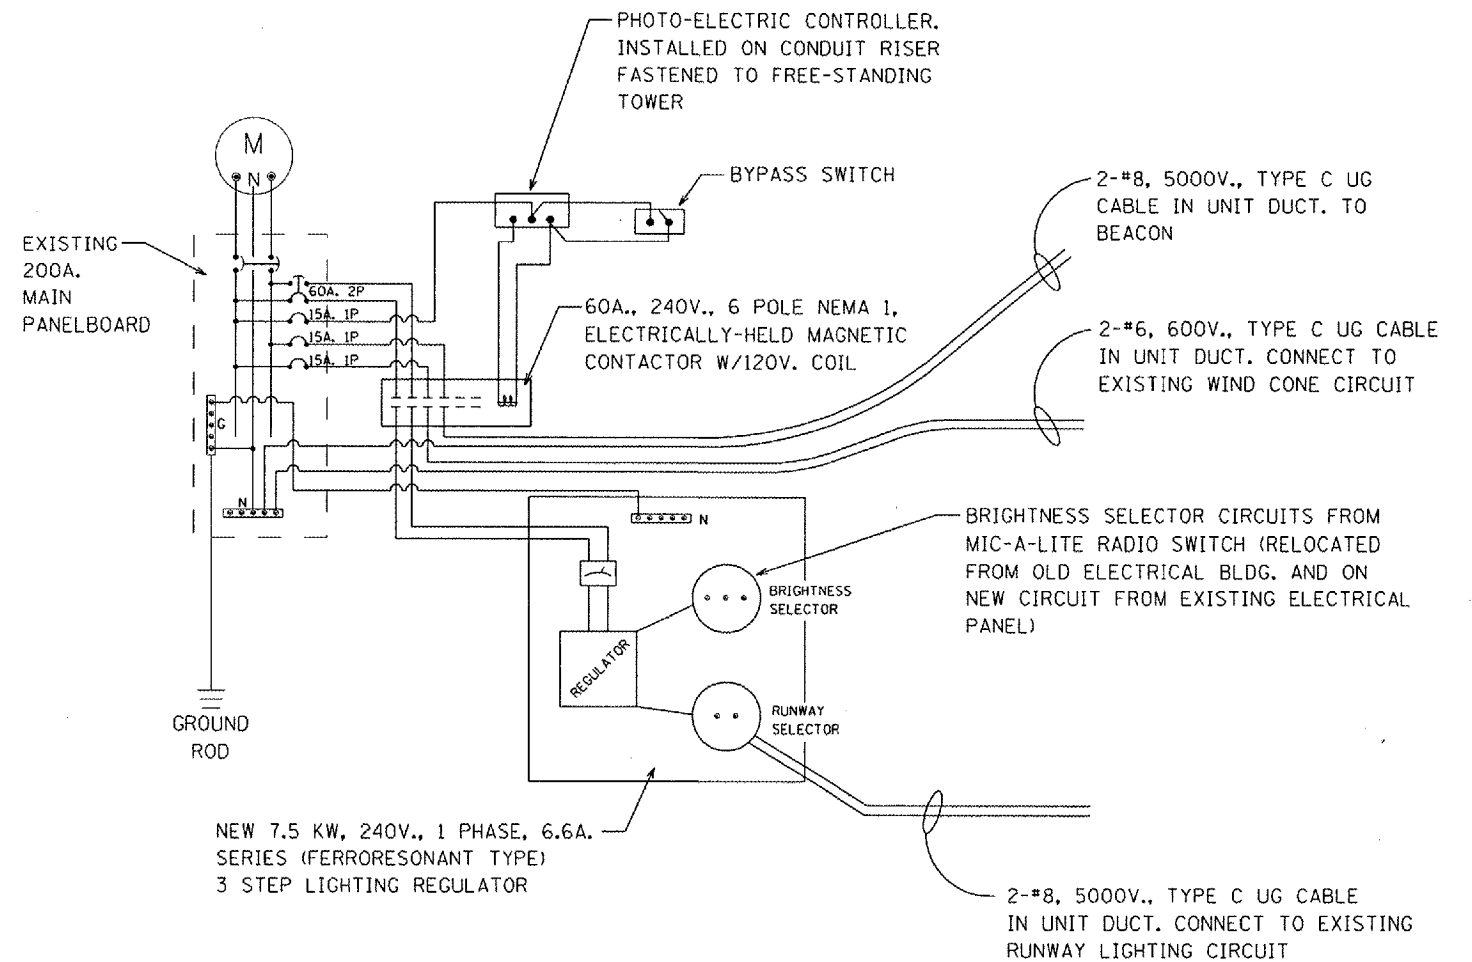 PHOTO-ELECTRIC CONTROLLER.
INSTALLED ON CONDUIT RISER
FASTENED TO FREE-STANDING
TOWER
M
N
BYPASS SWITCH
2-#8, 5000V., TYPE C UG
CABLE IN UNIT DUCT. TO
BEACON
EXISTING
200A.
MAIN
PANELBOARD
60A. 2P
15A. 1P
15A. 1P
15A. 1P
60A., 240V., 6 POLE NEMA 1,
ELECTRICALLY-HELD MAGNETIC
CONTACTOR W/120V. COIL
2-#6, 600V., TYPE C UG CABLE
IN UNIT DUCT. CONNECT TO
EXISTING WIND CONE CIRCUIT
G
N
N
BRIGHTNESS SELECTOR CIRCUITS FROM
MIC-A-LITE RADIO SWITCH (RELOCATED
FROM OLD ELECTRICAL BLDG. AND ON
NEW CIRCUIT FROM EXISTING ELECTRICAL
PANEL)
BRIGHTNESS
SELECTOR
REGULATOR
RUNWAY
SELECTOR
GROUND
ROD
NEW 7.5 KW, 240V., 1 PHASE, 6.6A.
SERIES (FERRORESONANT TYPE)
3 STEP LIGHTING REGULATOR
2-#8, 5000V., TYPE C UG CABLE
IN UNIT DUCT. CONNECT TO EXISTING
RUNWAY LIGHTING CIRCUIT